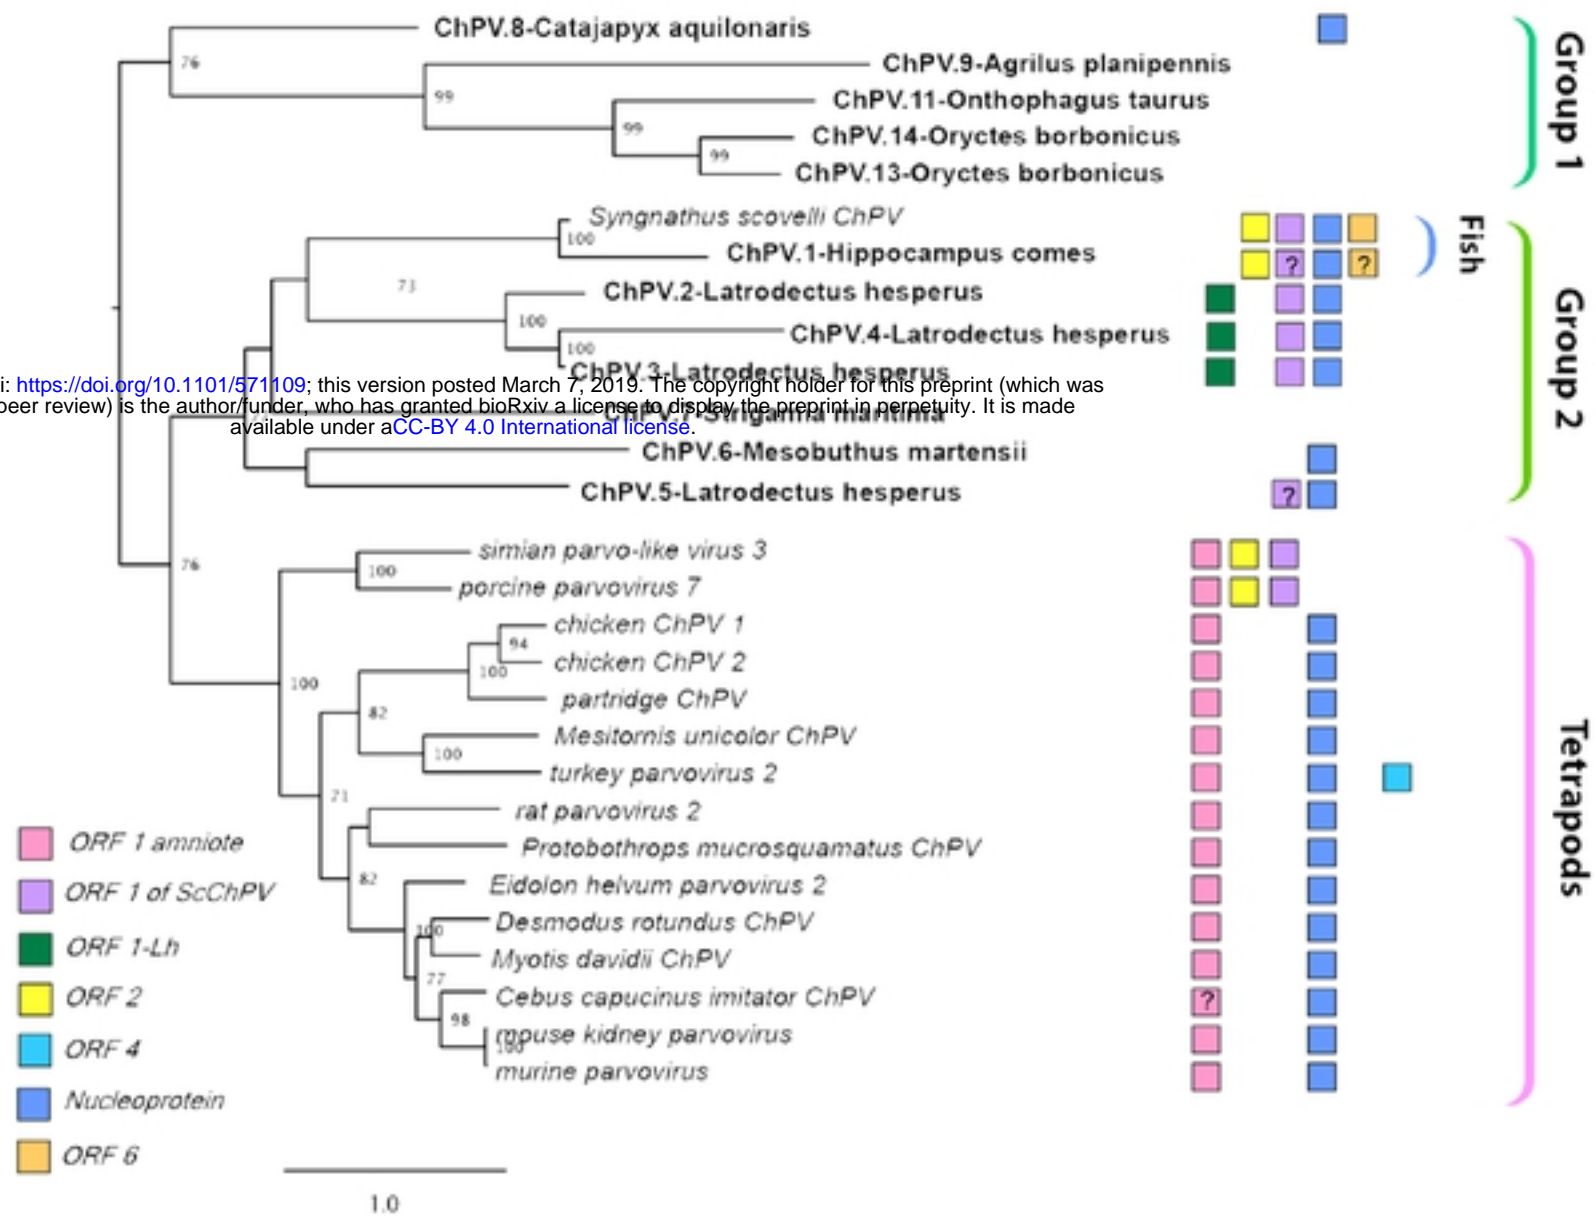 ChPV.8-Catajapyx aquilonaris
76
ChPV.9-Agrilus planipennis
99
ChPV.11-Onthophagus taurus
99
ChPV.14-Oryctes borbonicus
99
ChPV.13-Oryctes borbonicus
Group 1
Syngnathus scovelli ChPV
100
ChPV.1-Hippocampus comes
? ?
Fish
73
ChPV.2-Latrodectus hesperus
100
ChPV.4-Latrodectus hesperus
100
ChPV.3-Latrodectus hesperus
Group 2
i: https://doi.org/10.1101/571109; this version posted March 7, 2019. The copyright holder for this preprint (which was
peer review) is the author/funder, who has granted bioRxiv a license to display the preprint in perpetuity. It is made
available under aCC-BY 4.0 International license.
ChPV.7-Strigamia maritima
ChPV.6-Mesobuthus martensii
ChPV.5-Latrodectus hesperus
?
76
simian parvo-like virus 3
100
porcine parvovirus 7
chicken ChPV 1
94
chicken ChPV 2
100
100
partridge ChPV
82
Mesitornis unicolor ChPV
100
turkey parvovirus 2
71
rat parvovirus 2
Protobothrops mucrosquamatus ChPV
82
Eidolon helvum parvovirus 2
Desmodus rotundus ChPV
100
Myotis davidii ChPV
77
Cebus capucinus imitator ChPV
?
98
mouse kidney parvovirus
100
murine parvovirus
Tetrapods
ORF 1 amniote
ORF 1 of ScChPV
ORF 1-Lh
ORF 2
ORF 4
Nucleoprotein
ORF 6
1.0